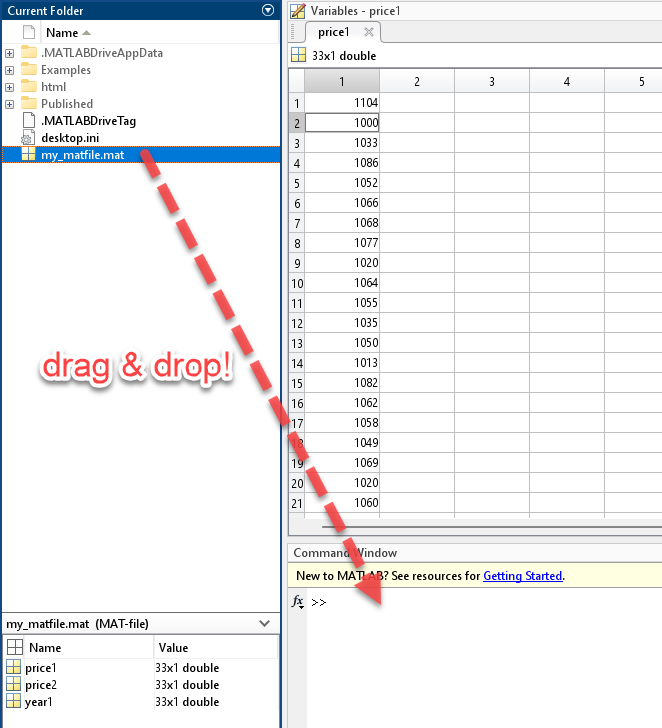 Current Folder
Name
.MATLABDriveAppData
Examples
html
Published
.MATLABDriveTag
desktop.ini
my_matfile.mat
drag & drop!
my_matfile.mat (MAT-file)
Name Value
price1 33x1 double
price2 33x1 double
year1 33x1 double
Variables - price1
price1
33x1 double
1 2 3 4 5
1 1104
2 1000
3 1033
4 1086
5 1052
6 1066
7 1068
8 1077
9 1020
10 1064
11 1055
12 1035
13 1050
14 1013
15 1082
16 1062
17 1058
18 1049
19 1069
20 1020
21 1060
Command Window
New to MATLAB? See resources for Getting Started.
fx >>